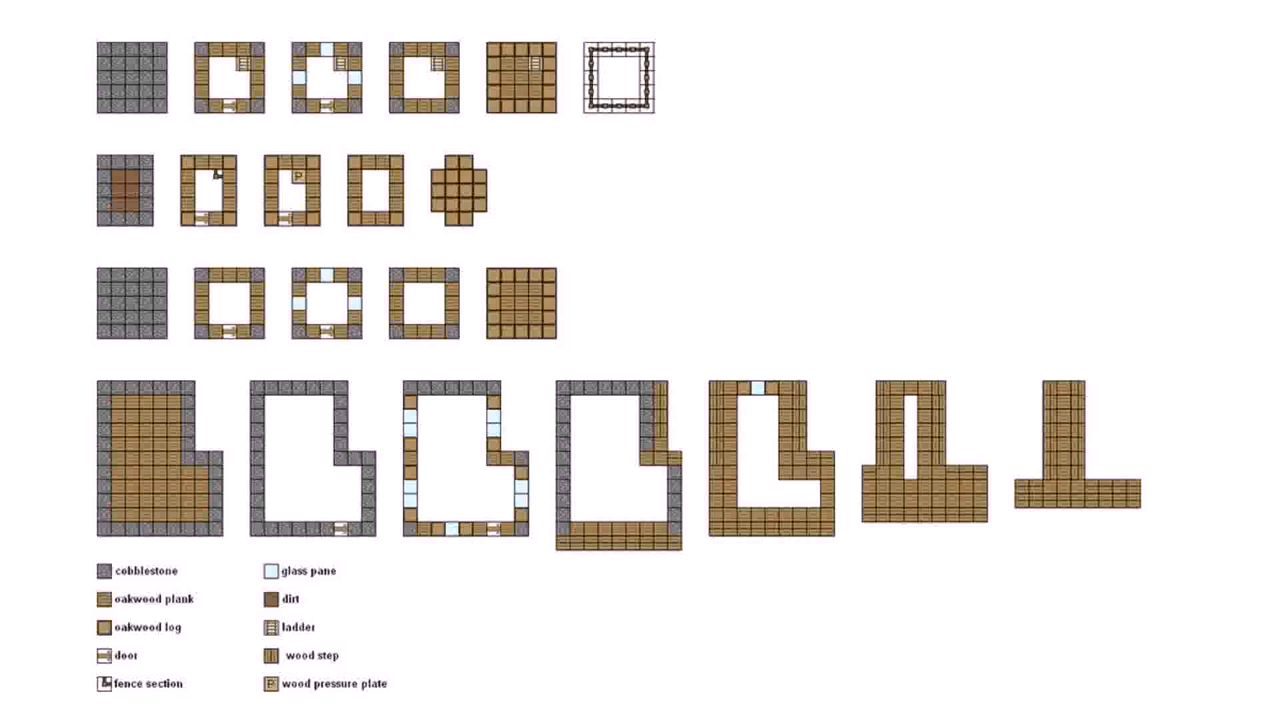 cobblestone
glass pane
oakwood plank
dirt
oakwood log
ladder
door
wood step
fence section
P
wood pressure plate
P